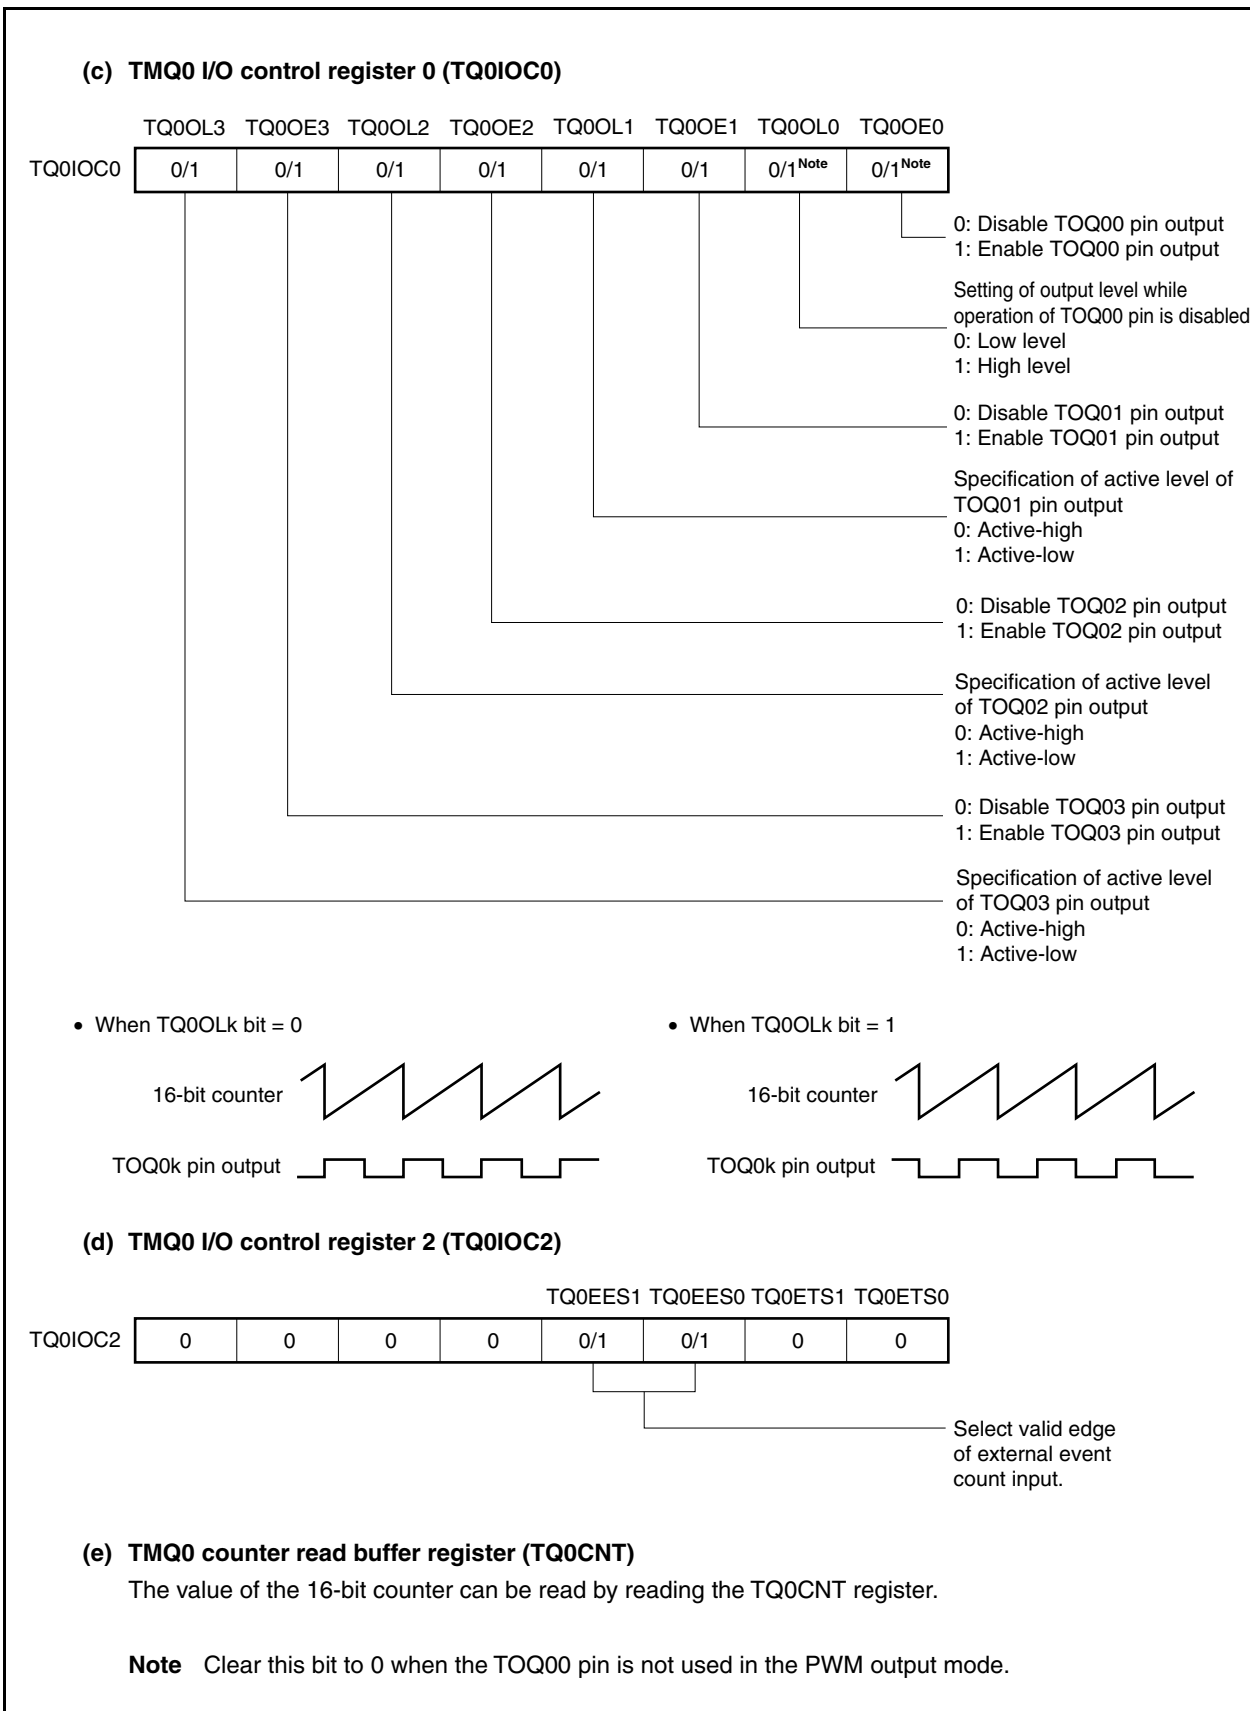 (c) TMQ0 I/O control register 0 (TQ0IOC0)
TQ0OL3 TQ0OE3 TQ0OL2 TQ0OE2 TQ0OL1 TQ0OE1 TQ0OL0 TQ0OE0
TQ0IOC0 0/1 0/1 0/1 0/1 0/1 0/1 0/1Note 0/1Note
0: Disable TOQ00 pin output
1: Enable TOQ00 pin output
Setting of output level while
operation of TOQ00 pin is disabled
0: Low level
1: High level
0: Disable TOQ01 pin output
1: Enable TOQ01 pin output
Specification of active level of
TOQ01 pin output
0: Active-high
1: Active-low
0: Disable TOQ02 pin output
1: Enable TOQ02 pin output
Specification of active level
of TOQ02 pin output
0: Active-high
1: Active-low
0: Disable TOQ03 pin output
1: Enable TOQ03 pin output
Specification of active level
of TOQ03 pin output
0: Active-high
1: Active-low
• When TQ0OLk bit = 0
16-bit counter
TOQ0k pin output
• When TQ0OLk bit = 1
16-bit counter
TOQ0k pin output
(d) TMQ0 I/O control register 2 (TQ0IOC2)
TQ0EES1 TQ0EES0 TQ0ETS1 TQ0ETS0
TQ0IOC2 0 0 0 0 0/1 0/1 0 0
Select valid edge
of external event
count input.
(e) TMQ0 counter read buffer register (TQ0CNT)
The value of the 16-bit counter can be read by reading the TQ0CNT register.
Note Clear this bit to 0 when the TOQ00 pin is not used in the PWM output mode.